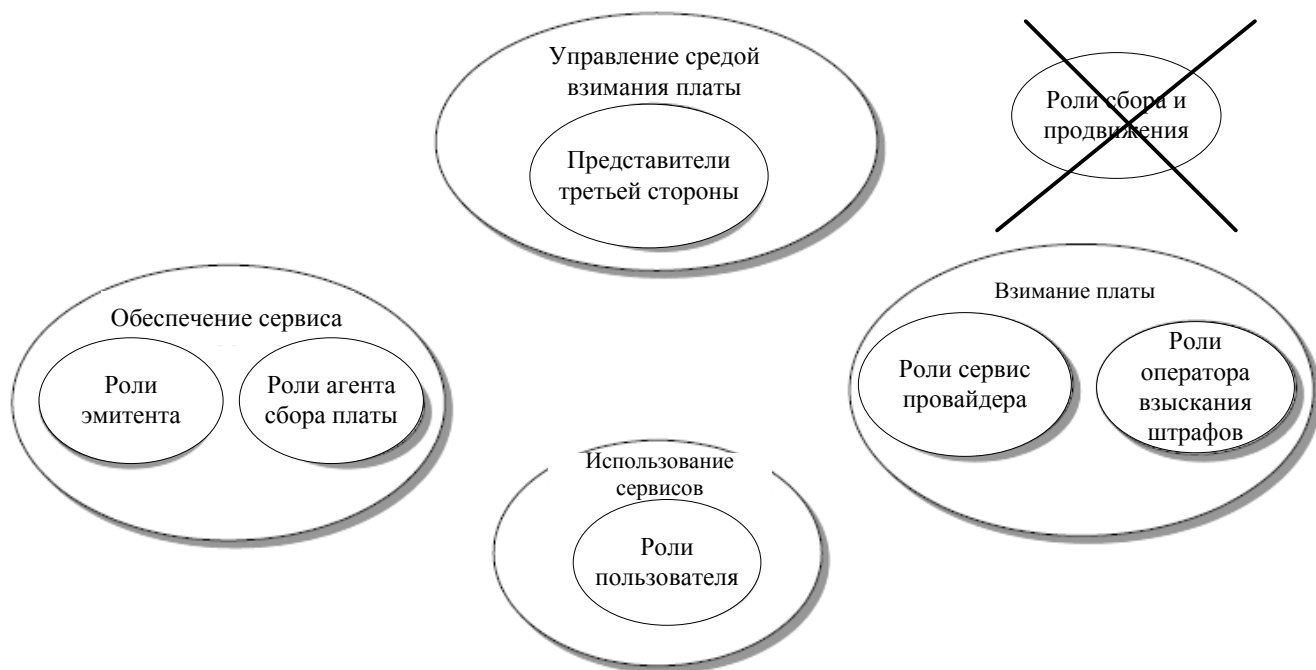 Управление средой
взимания платы
Представители
третьей стороны
Роли сбора и
продвижения
Обеспечение сервиса
Роли
эмитента
Роли агента
сбора платы
Взимание платы
Роли сервис
провайдера
Роли
оператора
взыскания
штрафов
Использование
сервисов
Роли
пользователя